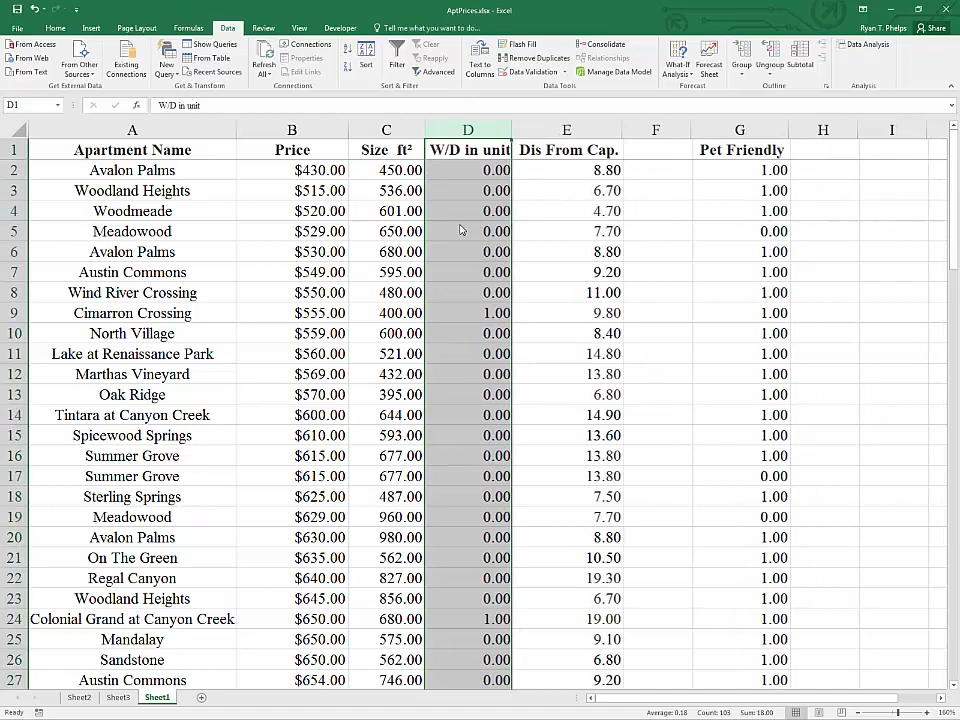 AptPrices.xlsx - Excel
File Home Insert Page Layout Formulas Data Review View Developer Tell me what you want to do... Ryan T. Phelps Share
From Access
From Web
From Text
From Other Sources
Existing Connections
Get External Data
New Query
Show Queries
From Table
Recent Sources
Get & Transform
Refresh All
Connections
Properties
Edit Links
Connections
Sort
Filter
Clear
Reapply
Advanced
Sort & Filter
Text to Columns
Flash Fill
Remove Duplicates
Data Validation
Consolidate
Relationships
Manage Data Model
Data Tools
What-If Analysis
Forecast Sheet
Forecast
Group
Ungroup
Subtotal
Outline
Data Analysis
Analysis
D1 fx W/D in unit
A B C D E F G H I
1 Apartment Name Price Size ft² W/D in unit Dis From Cap. Pet Friendly
2 Avalon Palms $430.00 450.00 0.00 8.80 1.00
3 Woodland Heights $515.00 536.00 0.00 6.70 1.00
4 Woodmeade $520.00 601.00 0.00 4.70 1.00
5 Meadowood $529.00 650.00 0.00 7.70 0.00
6 Avalon Palms $530.00 680.00 0.00 8.80 1.00
7 Austin Commons $549.00 595.00 0.00 9.20 1.00
8 Wind River Crossing $550.00 480.00 0.00 11.00 1.00
9 Cimarron Crossing $555.00 400.00 1.00 9.80 1.00
10 North Village $559.00 600.00 0.00 8.40 1.00
11 Lake at Renaissance Park $560.00 521.00 0.00 14.80 1.00
12 Marthas Vineyard $569.00 432.00 0.00 13.80 1.00
13 Oak Ridge $570.00 395.00 0.00 6.80 1.00
14 Tintara at Canyon Creek $600.00 644.00 0.00 14.90 1.00
15 Spicewood Springs $610.00 593.00 0.00 13.60 1.00
16 Summer Grove $615.00 677.00 0.00 13.80 1.00
17 Summer Grove $615.00 677.00 0.00 13.80 0.00
18 Sterling Springs $625.00 487.00 0.00 7.50 1.00
19 Meadowood $629.00 960.00 0.00 7.70 0.00
20 Avalon Palms $630.00 980.00 0.00 8.80 1.00
21 On The Green $635.00 562.00 0.00 10.50 1.00
22 Regal Canyon $640.00 827.00 0.00 19.30 1.00
23 Woodland Heights $645.00 856.00 0.00 6.70 1.00
24 Colonial Grand at Canyon Creek $650.00 680.00 1.00 19.00 1.00
25 Mandalay $650.00 575.00 0.00 9.10 1.00
26 Sandstone $650.00 562.00 0.00 6.80 1.00
27 Austin Commons $654.00 746.00 0.00 9.20 1.00
Sheet2 Sheet3 Sheet1
Ready Average: 0.18 Count: 103 Sum: 18.00 160%